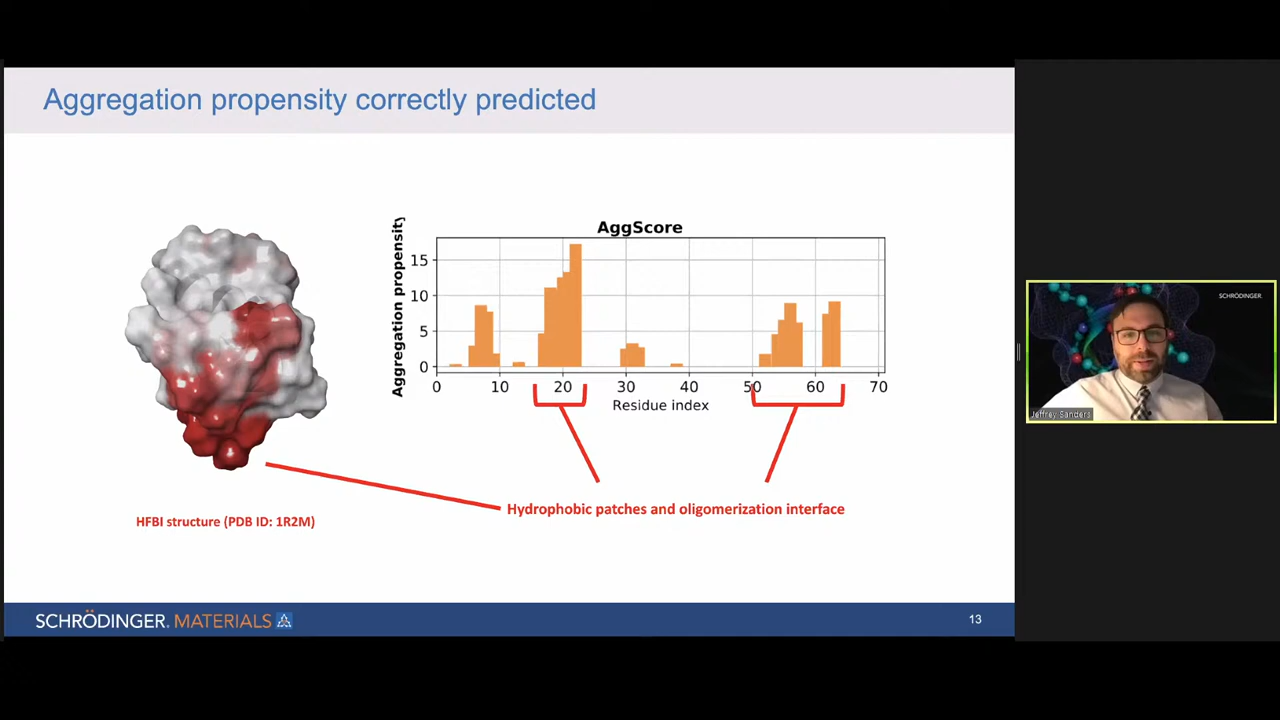 Aggregation propensity correctly predicted
AggScore
Aggregation propensity
15
10
5
0
0 10 20 30 40 50 60 70
Residue index
Hydrophobic patches and oligomerization interface
HFBI structure (PDB ID: 1R2M)
SCHRÖDINGER. MATERIALS
13
SCHRÖDINGER.
Jeffrey Sanders